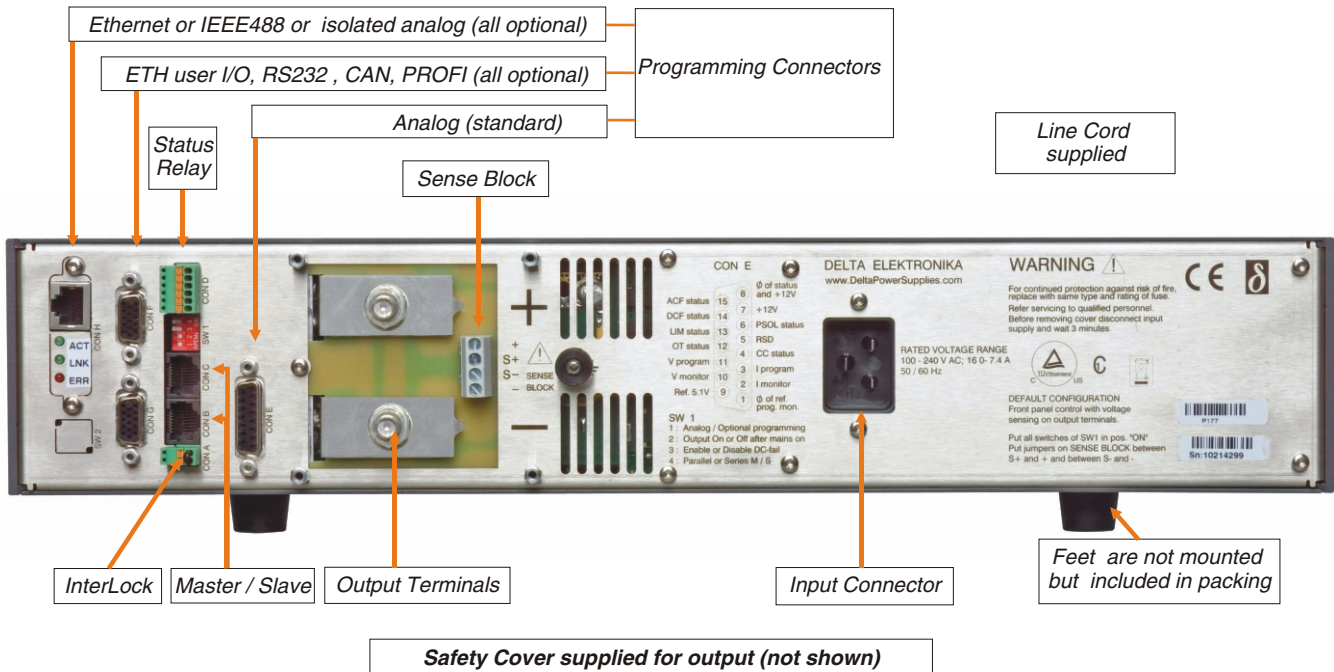 Ethernet or IEEE488 or isolated analog (all optional)
ETH user I/O, RS232 , CAN, PROFI (all optional)
Analog (standard)
Programming Connectors
Status
Relay
Sense Block
Line Cord
supplied
CON H
ACT
LNK
ERR
SW 2
CON F
CON G
CON D
SW 1
CON C
CON B
CON A
CON E
+
+
S+
S-
-
SENSE
BLOCK
CON E
ACF status 15
DCF status 14
LIM status 13
OT status 12
V program 11
V monitor 10
Ref. 5.1V 9
8 ϕ of status
and +12V
7 +12V
6 PSOL status
5 RSD
4 CC status
3 I program
2 I monitor
1 ϕ of ref.
prog. mon.
SW 1
1 : Analog / Optional programming
2 : Output On or Off after mains on
3 : Enable or Disable DC-fail
4 : Parallel or Series M / S
DELTA ELEKTRONIKA
www.DeltaPowerSupplies.com
RATED VOLTAGE RANGE
100 - 240 V AC; 16 0- 7.4 A
50 / 60 Hz
WARNING
For continued protection against risk of fire,
replace with same type and rating of fuse.
Refer servicing to qualified personnel.
Before removing cover disconnect input
supply and wait 3 minutes.
CE
δ
C US
DEFAULT CONFIGURATION
Front panel control with voltage
sensing on output terminals.
Put all switches of SW1 in pos. "ON"
Put jumpers on SENSE BLOCK between
S+ and + and between S- and -
P177
Sn:10214299
InterLock
Master / Slave
Output Terminals
Input Connector
Feet are not mounted
but included in packing
Safety Cover supplied for output (not shown)